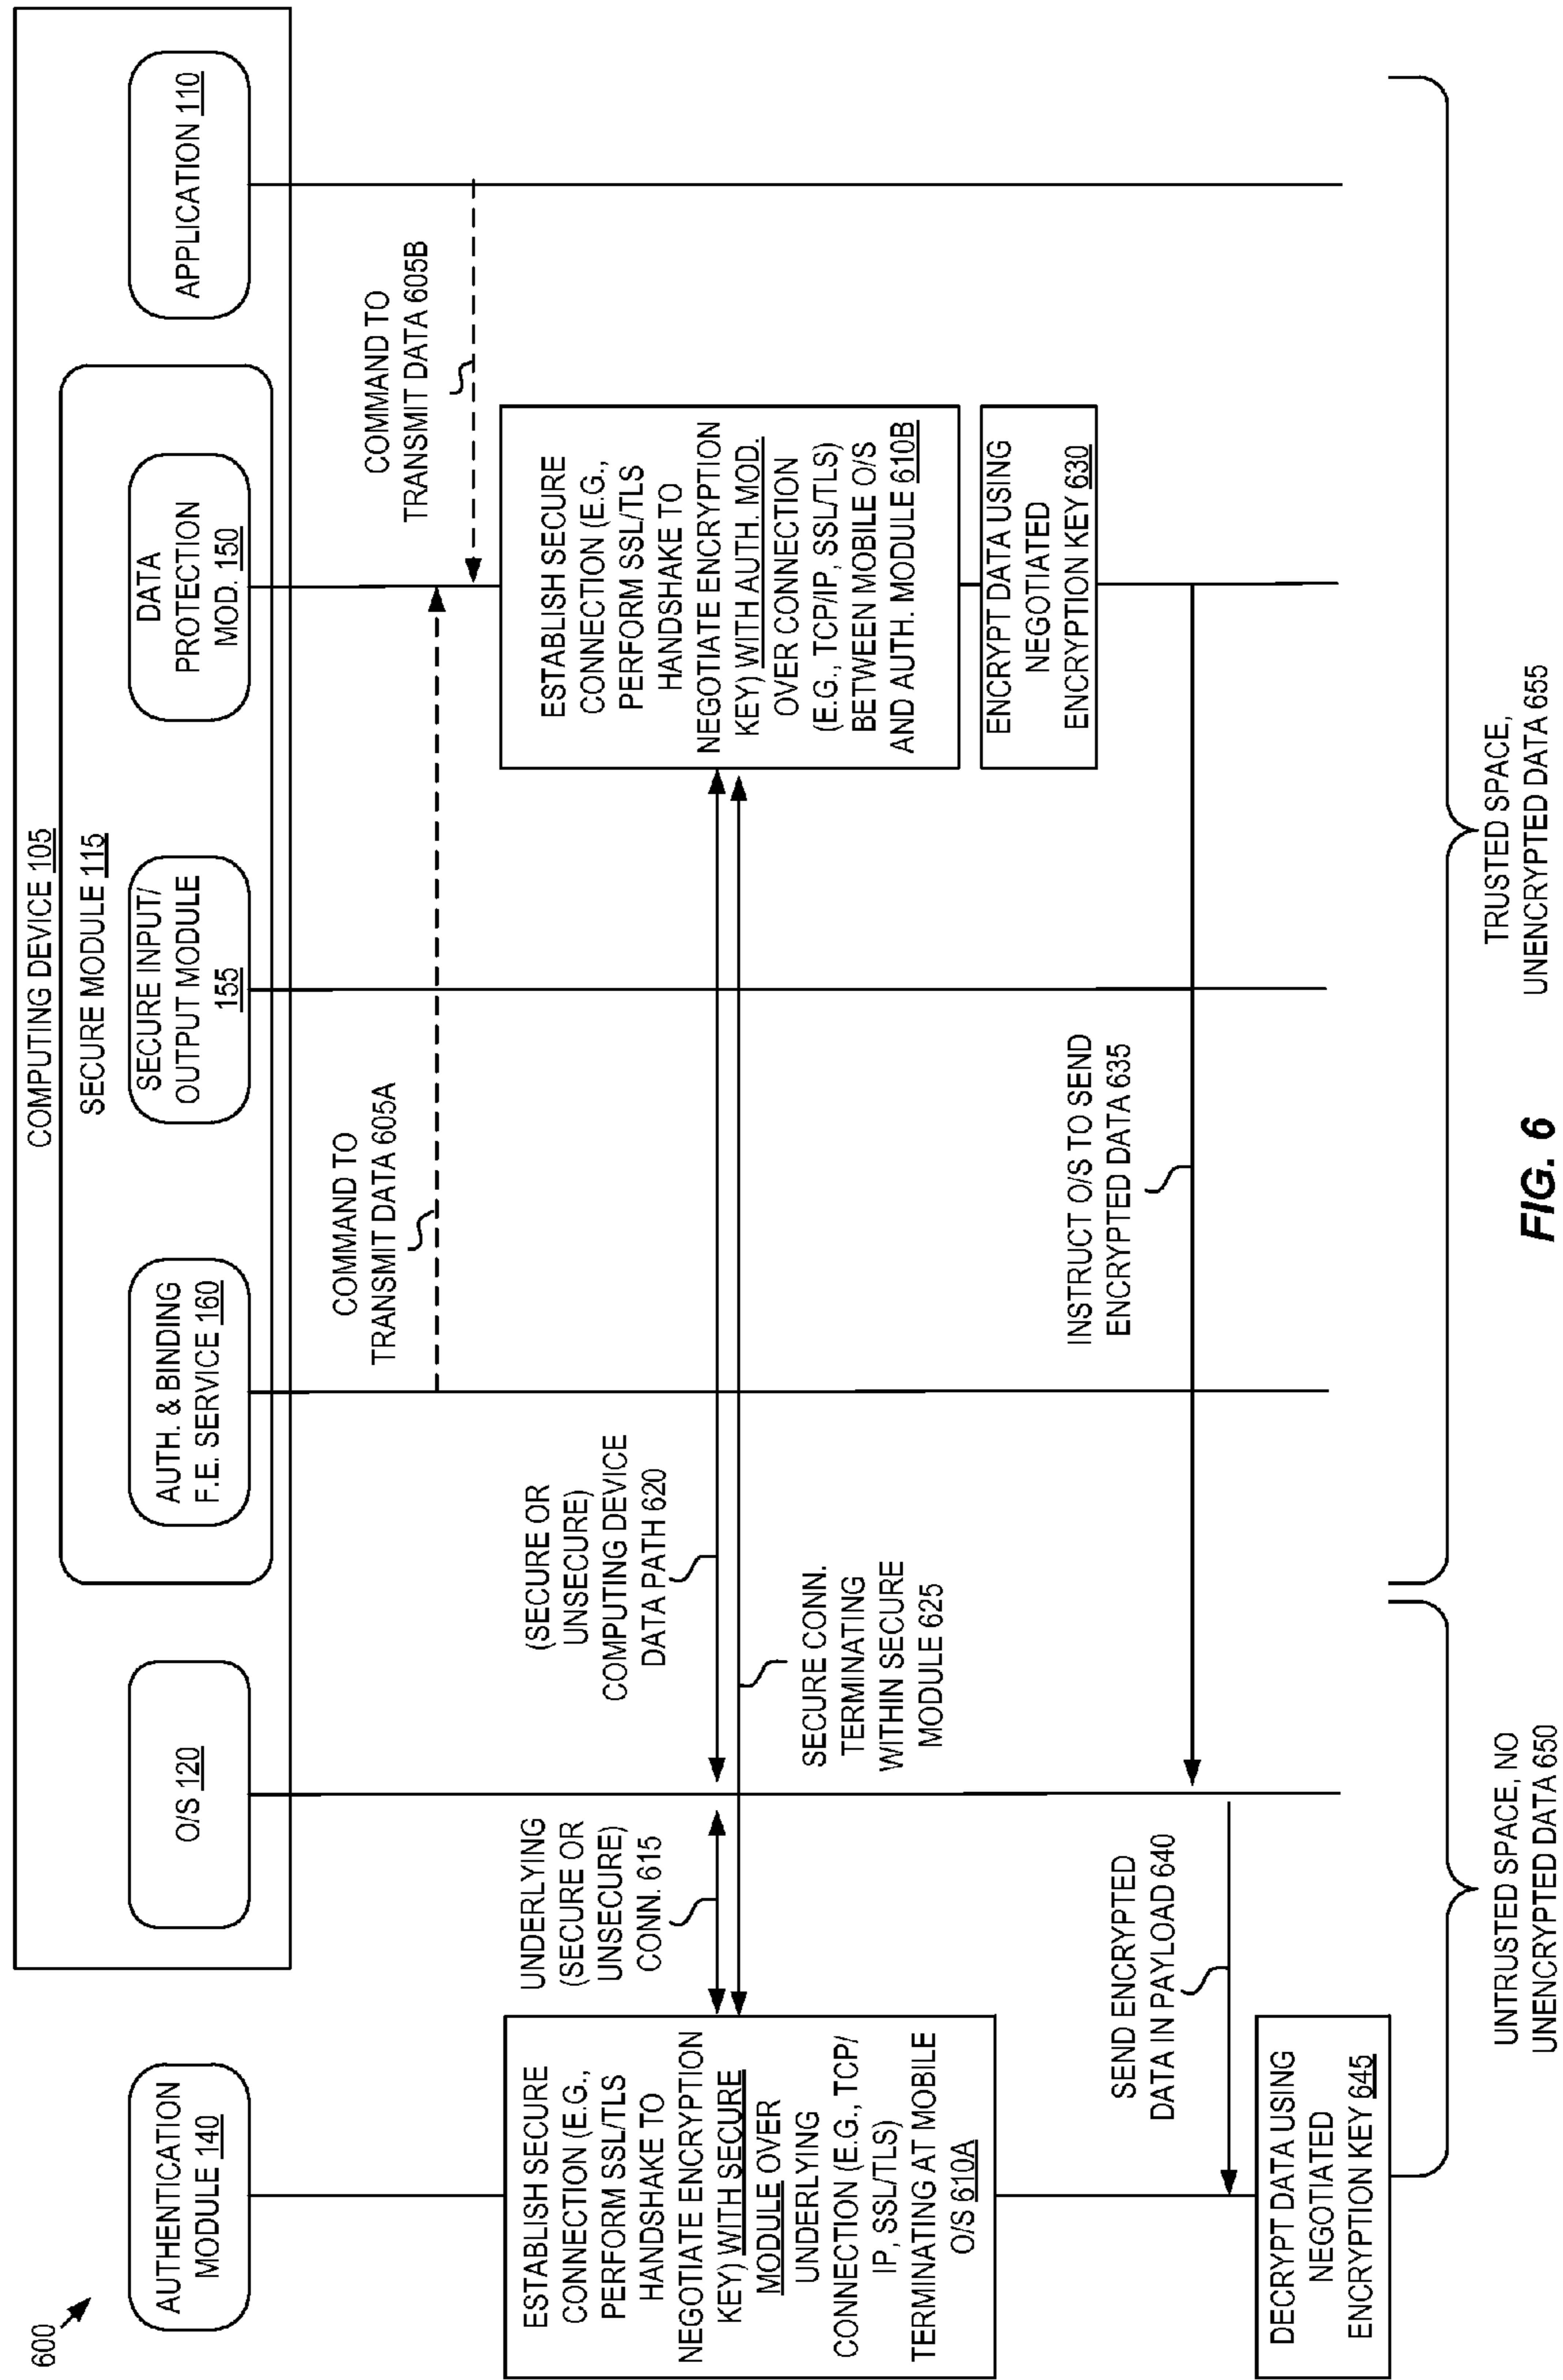 600
COMPUTING DEVICE 105
SECURE MODULE 115
AUTHENTICATION
MODULE 140
O/S 120
AUTH. & BINDING
F.E. SERVICE 160
SECURE INPUT/
OUTPUT MODULE
155
DATA
PROTECTION
MOD. 150
APPLICATION 110
COMMAND TO
TRANSMIT DATA 605A
COMMAND TO
TRANSMIT DATA 605B
ESTABLISH SECURE
CONNECTION (E.G.,
PERFORM SSL/TLS
HANDSHAKE TO
NEGOTIATE ENCRYPTION
KEY) WITH SECURE
MODULE OVER
UNDERLYING
CONNECTION (E.G., TCP/
IP, SSL/TLS)
TERMINATING AT MOBILE
O/S 610A
UNDERLYING
(SECURE OR
UNSECURE)
CONN. 615
(SECURE OR
UNSECURE)
COMPUTING DEVICE
DATA PATH 620
SECURE CONN.
TERMINATING
WITHIN SECURE
MODULE 625
ESTABLISH SECURE
CONNECTION (E.G.,
PERFORM SSL/TLS
HANDSHAKE TO
NEGOTIATE ENCRYPTION
KEY) WITH AUTH. MOD.
OVER CONNECTION
(E.G., TCP/IP, SSL/TLS)
BETWEEN MOBILE O/S
AND AUTH. MODULE 610B
ENCRYPT DATA USING
NEGOTIATED
ENCRYPTION KEY 630
INSTRUCT O/S TO SEND
ENCRYPTED DATA 635
SEND ENCRYPTED
DATA IN PAYLOAD 640
DECRYPT DATA USING
NEGOTIATED
ENCRYPTION KEY 645
UNTRUSTED SPACE, NO
UNENCRYPTED DATA 650
TRUSTED SPACE,
UNENCRYPTED DATA 655
FIG. 6